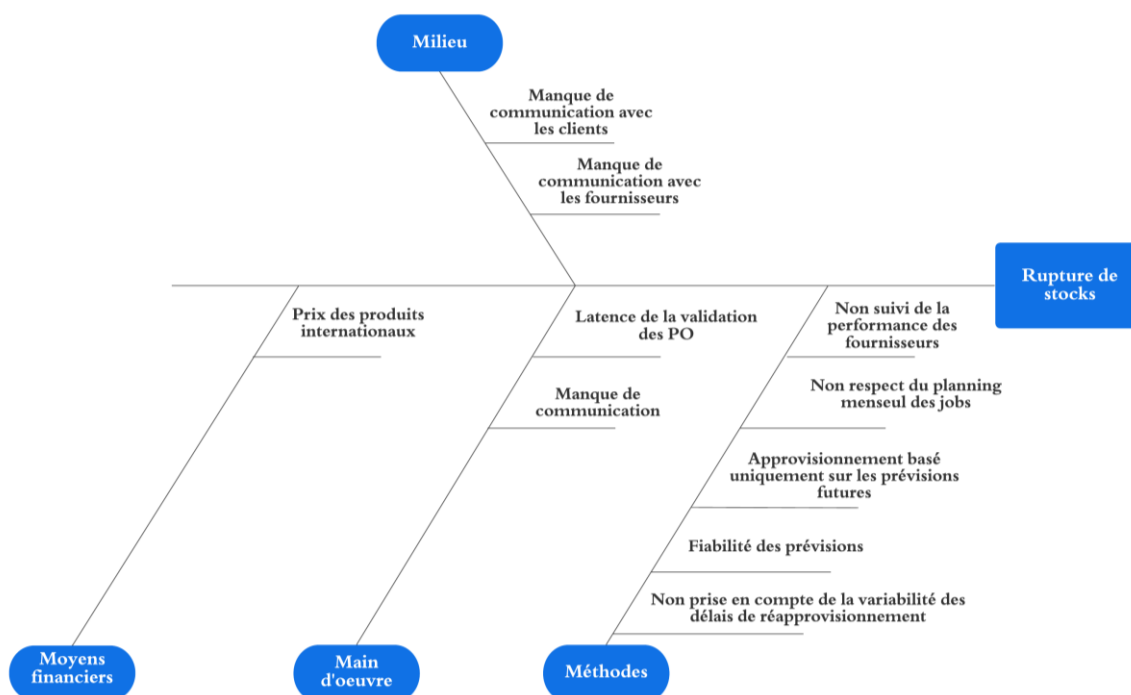 Milieu
Manque de
communication avec
les clients
Manque de
communication avec
les fournisseurs
Rupture de
stocks
Prix des produits
internationaux
Latence de la validation
des PO
Manque de
communication
Non suivi de la
performance des
fournisseurs
Non respect du planning
menseul des jobs
Approvisionnement basé
uniquement sur les prévisions
futures
Fiabilité des prévisions
Non prise en compte de la variabilité des
délais de réapprovisionnement
Moyens
financiers
Main
d'oeuvre
Méthodes